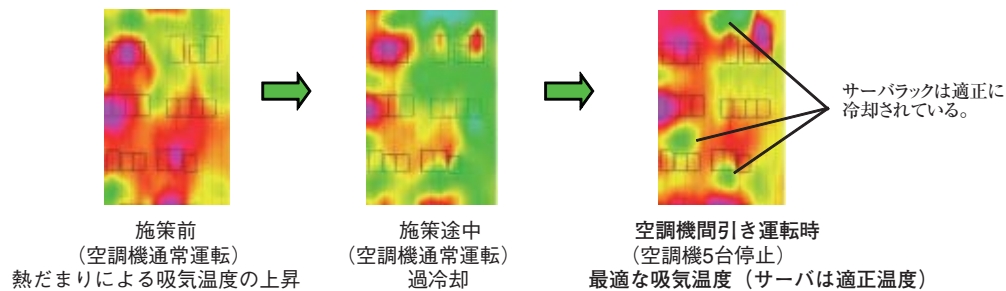 サーバラックは適正に
冷却されている。
施策前
（空調機通常運転）
熱だまりによる吸気温度の上昇
施策途中
（空調機通常運転）
過冷却
空調機間引き運転時
（空調機5台停止）
最適な吸気温度（サーバは適正温度）